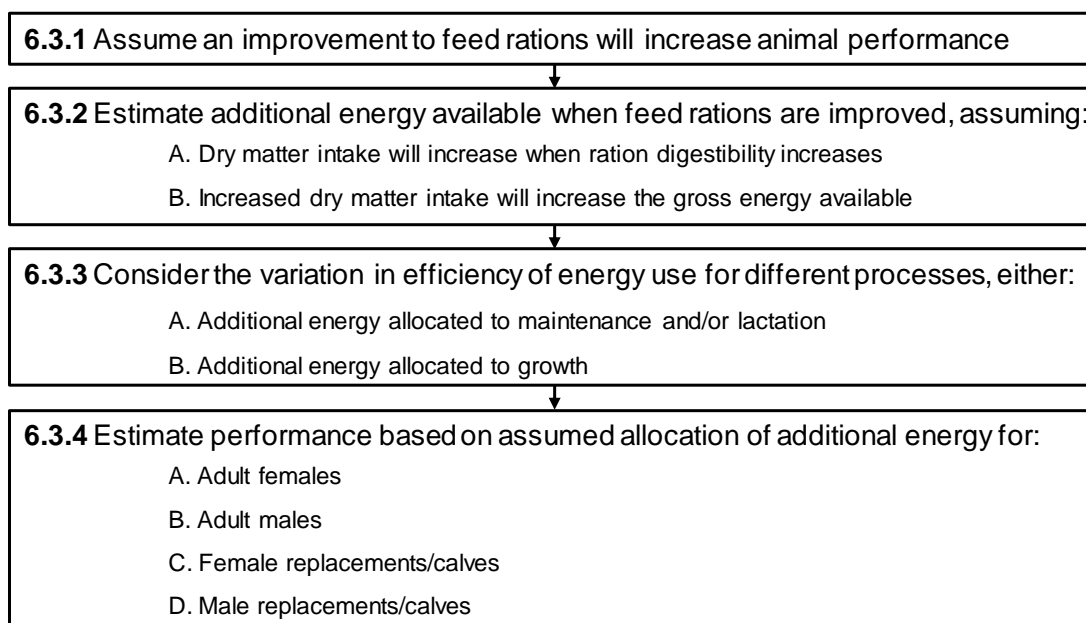 6.3.1 Assume an improvement to feed rations will increase animal performance
6.3.2 Estimate additional energy available when feed rations are improved, assuming:
A. Dry matter intake will increase when ration digestibility increases
B. Increased dry matter intake will increase the gross energy available
6.3.3 Consider the variation in efficiency of energy use for different processes, either:
A. Additional energy allocated to maintenance and/or lactation
B. Additional energy allocated to growth
6.3.4 Estimate performance based on assumed allocation of additional energy for:
A. Adult females
B. Adult males
C. Female replacements/calves
D. Male replacements/calves